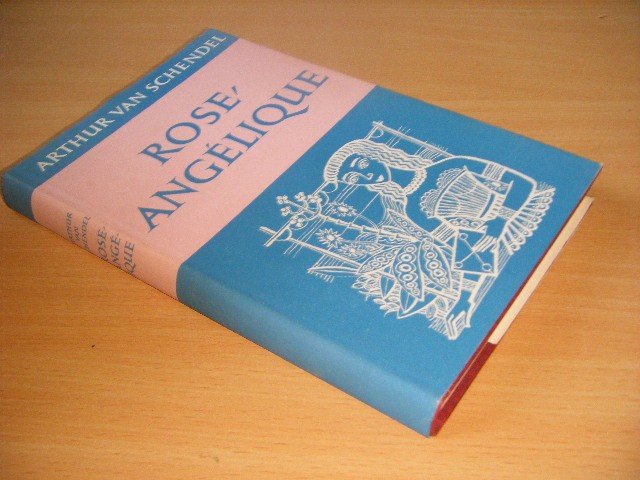 ARTHUR VAN SCHENDEL
ROSE-
ANGÉLIQUE
ARTHUR
VAN
SCHENDEL
ROSE-
ANGÉ-
LIQUE